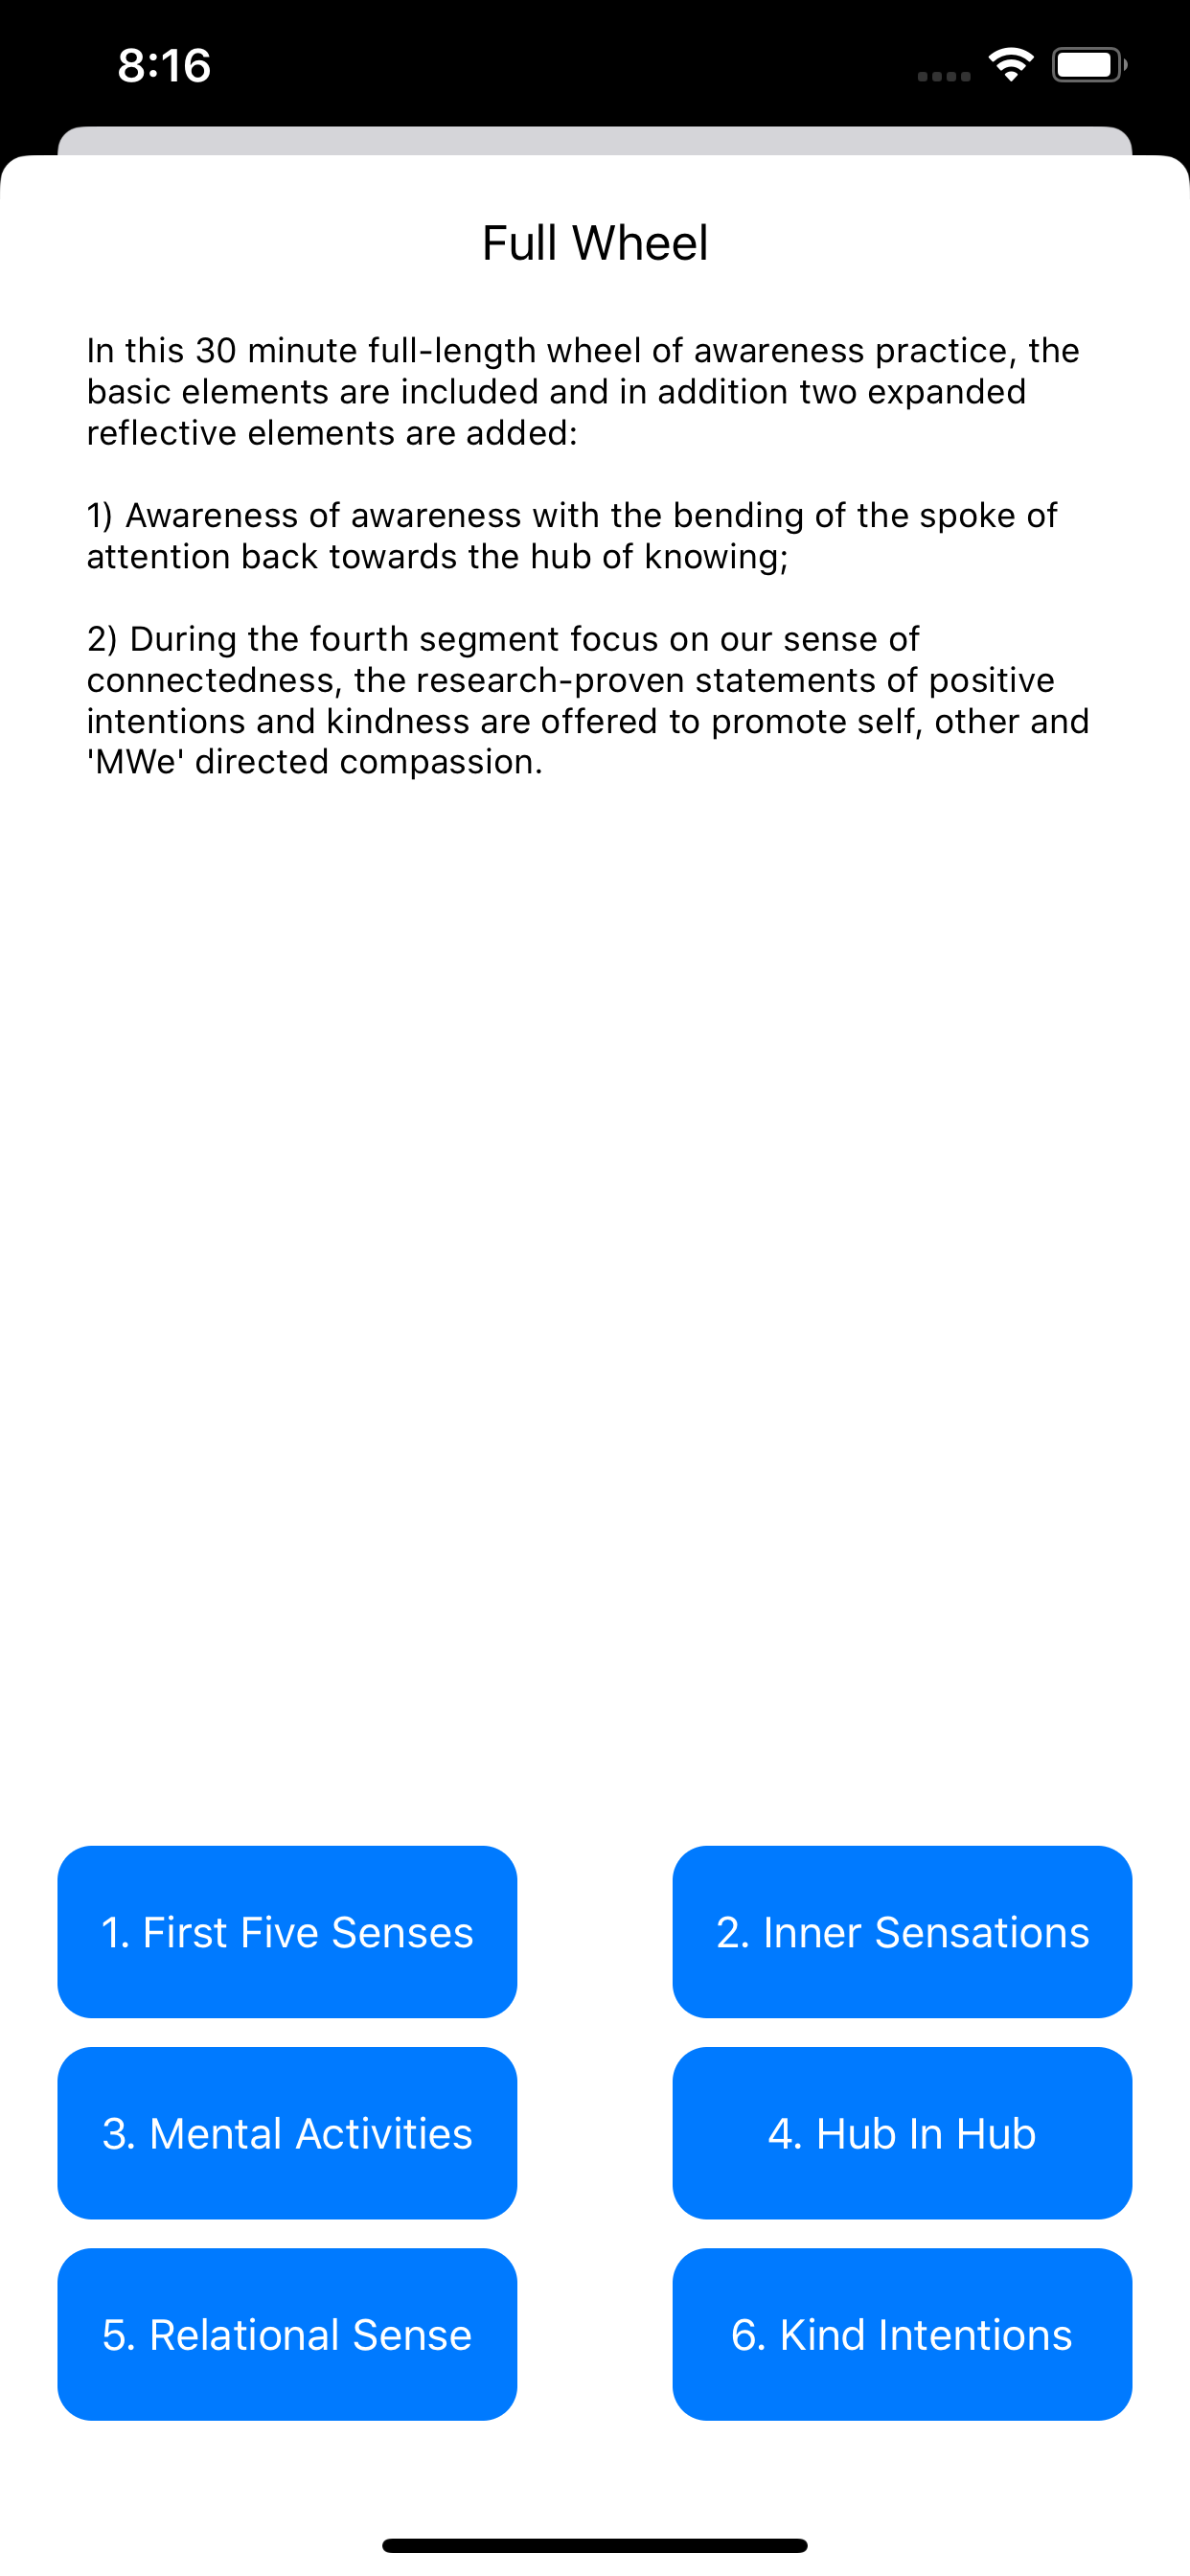 8:16
Full Wheel
In this 30 minute full-length wheel of awareness practice, the
basic elements are included and in addition two expanded
reflective elements are added:
1) Awareness of awareness with the bending of the spoke of
attention back towards the hub of knowing;
2) During the fourth segment focus on our sense of
connectedness, the research-proven statements of positive
intentions and kindness are offered to promote self, other and
'MWe' directed compassion.
1. First Five Senses
2. Inner Sensations
3. Mental Activities
4. Hub In Hub
5. Relational Sense
6. Kind Intentions